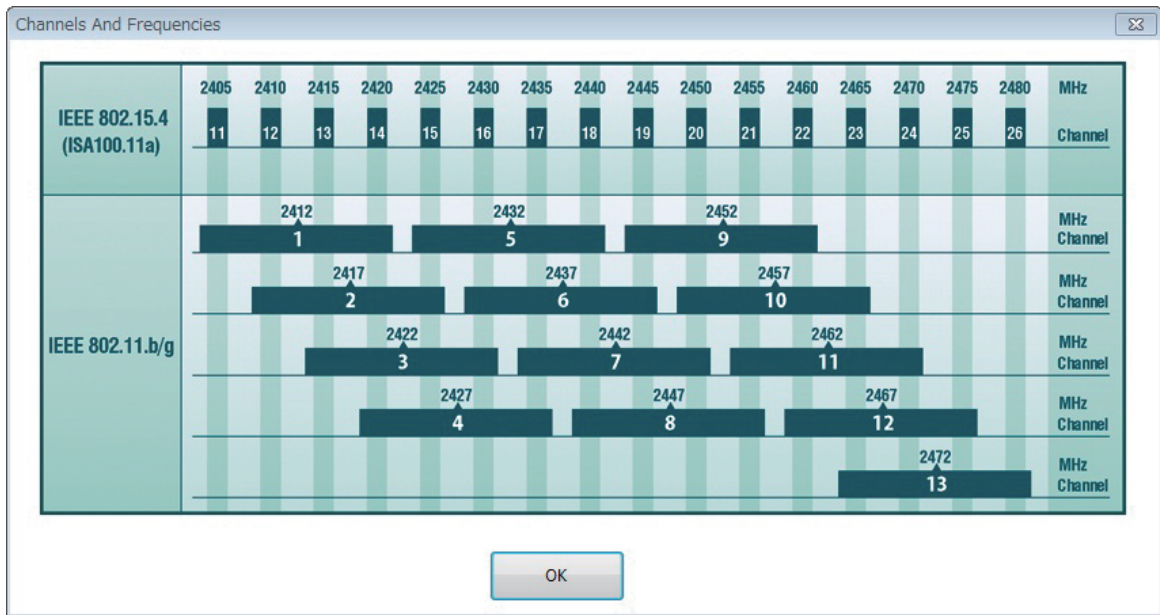 Channels And Frequencies
IEEE 802.15.4
(ISA100.11a)
2405 2410 2415 2420 2425 2430 2435 2440 2445 2450 2455 2460 2465 2470 2475 2480 MHz
11 12 13 14 15 16 17 18 19 20 21 22 23 24 25 26 Channel
IEEE 802.11.b/g
2412 2432 2452 MHz
1 5 9 Channel
2417 2437 2457 MHz
2 6 10 Channel
2422 2442 2462 MHz
3 7 11 Channel
2427 2447 2467 MHz
4 8 12 Channel
2472 MHz
13 Channel
OK